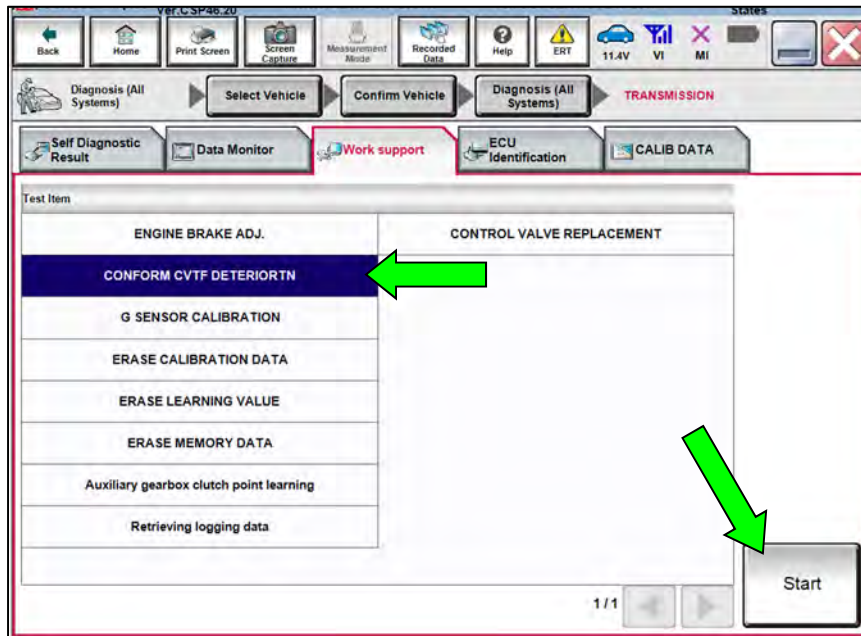 Ver.CSP46.20
States
Back
Home
Print Screen
Screen
Capture
Measurement
Mode
Recorded
Data
Help
ERT
11.4V
VI
MI
Diagnosis (All
Systems)
Select Vehicle
Confirm Vehicle
Diagnosis (All
Systems)
TRANSMISSION
Self Diagnostic
Result
Data Monitor
Work support
ECU
Identification
CALIB DATA
Test Item
ENGINE BRAKE ADJ.
CONTROL VALVE REPLACEMENT
CONFORM CVTF DETERIORTN
G SENSOR CALIBRATION
ERASE CALIBRATION DATA
ERASE LEARNING VALUE
ERASE MEMORY DATA
Auxiliary gearbox clutch point learning
Retrieving logging data
1/1
Start